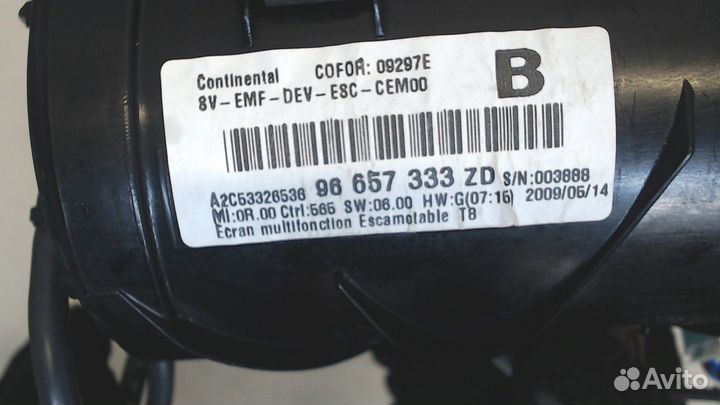 Continental COFOR: 09297E
B
8V-EMF-DEV-ESC-CEM00
A2C53326536 96 657 333 ZD S/N:003888
MI:0R.00 Ctrl:565 SW:06.00 HW:G(07:15) 2009/05/14
Ecran multifonction Escamotable TB
Avito